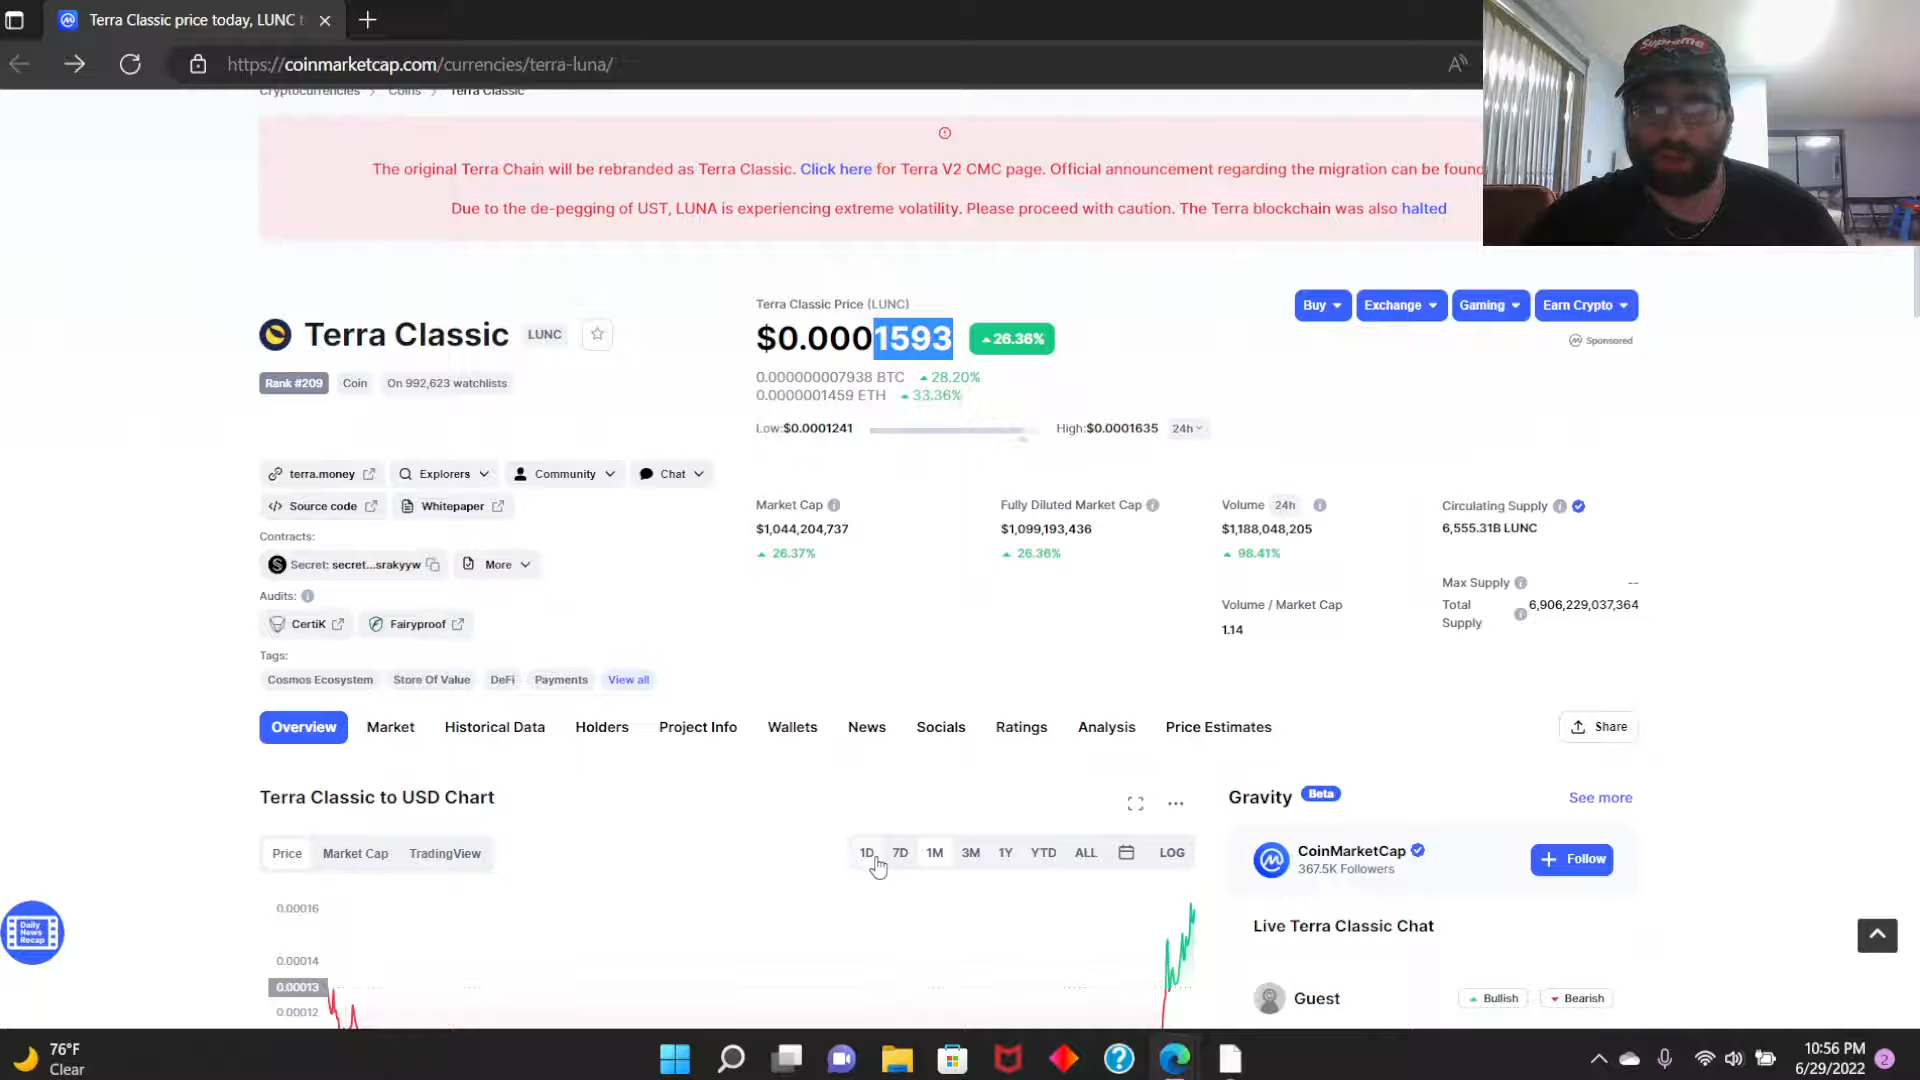 Terra Classic price today, LUNC t
https://coinmarketcap.com/currencies/terra-luna/
Cryptocurrencies > Coins > Terra Classic
The original Terra Chain will be rebranded as Terra Classic. Click here for Terra V2 CMC page. Official announcement regarding the migration can be found
Due to the de-pegging of UST, LUNA is experiencing extreme volatility. Please proceed with caution. The Terra blockchain was also halted
Supreme
Terra Classic LUNC
Rank #209 Coin On 992,623 watchlists
Terra Classic Price (LUNC)
$0.0001593 26.36%
0.000000007938 BTC 28.20%
0.0000001459 ETH 33.36%
Low:$0.0001241 High:$0.0001635 24h
Buy Exchange Gaming Earn Crypto
Sponsored
terra.money Explorers Community Chat
Source code Whitepaper
Contracts:
Secret: secret...srakyyw More
Audits:
CertiK Fairyproof
Tags:
Cosmos Ecosystem Store Of Value DeFi Payments View all
Market Cap
$1,044,204,737
26.37%
Fully Diluted Market Cap
$1,099,193,436
26.36%
Volume 24h
$1,188,048,205
98.41%
Volume / Market Cap
1.14
Circulating Supply
6,555.31B LUNC
Max Supply --
Total Supply 6,906,229,037,364
Overview Market Historical Data Holders Project Info Wallets News Socials Ratings Analysis Price Estimates Share
Terra Classic to USD Chart
Price Market Cap TradingView
1D 7D 1M 3M 1Y YTD ALL LOG
0.00016
0.00014
0.00013
0.00012
Gravity Beta See more
CoinMarketCap
367.5K Followers
+ Follow
Live Terra Classic Chat
Guest Bullish Bearish
Daily
News
Recap
76°F
Clear
10:56 PM
6/29/2022
2